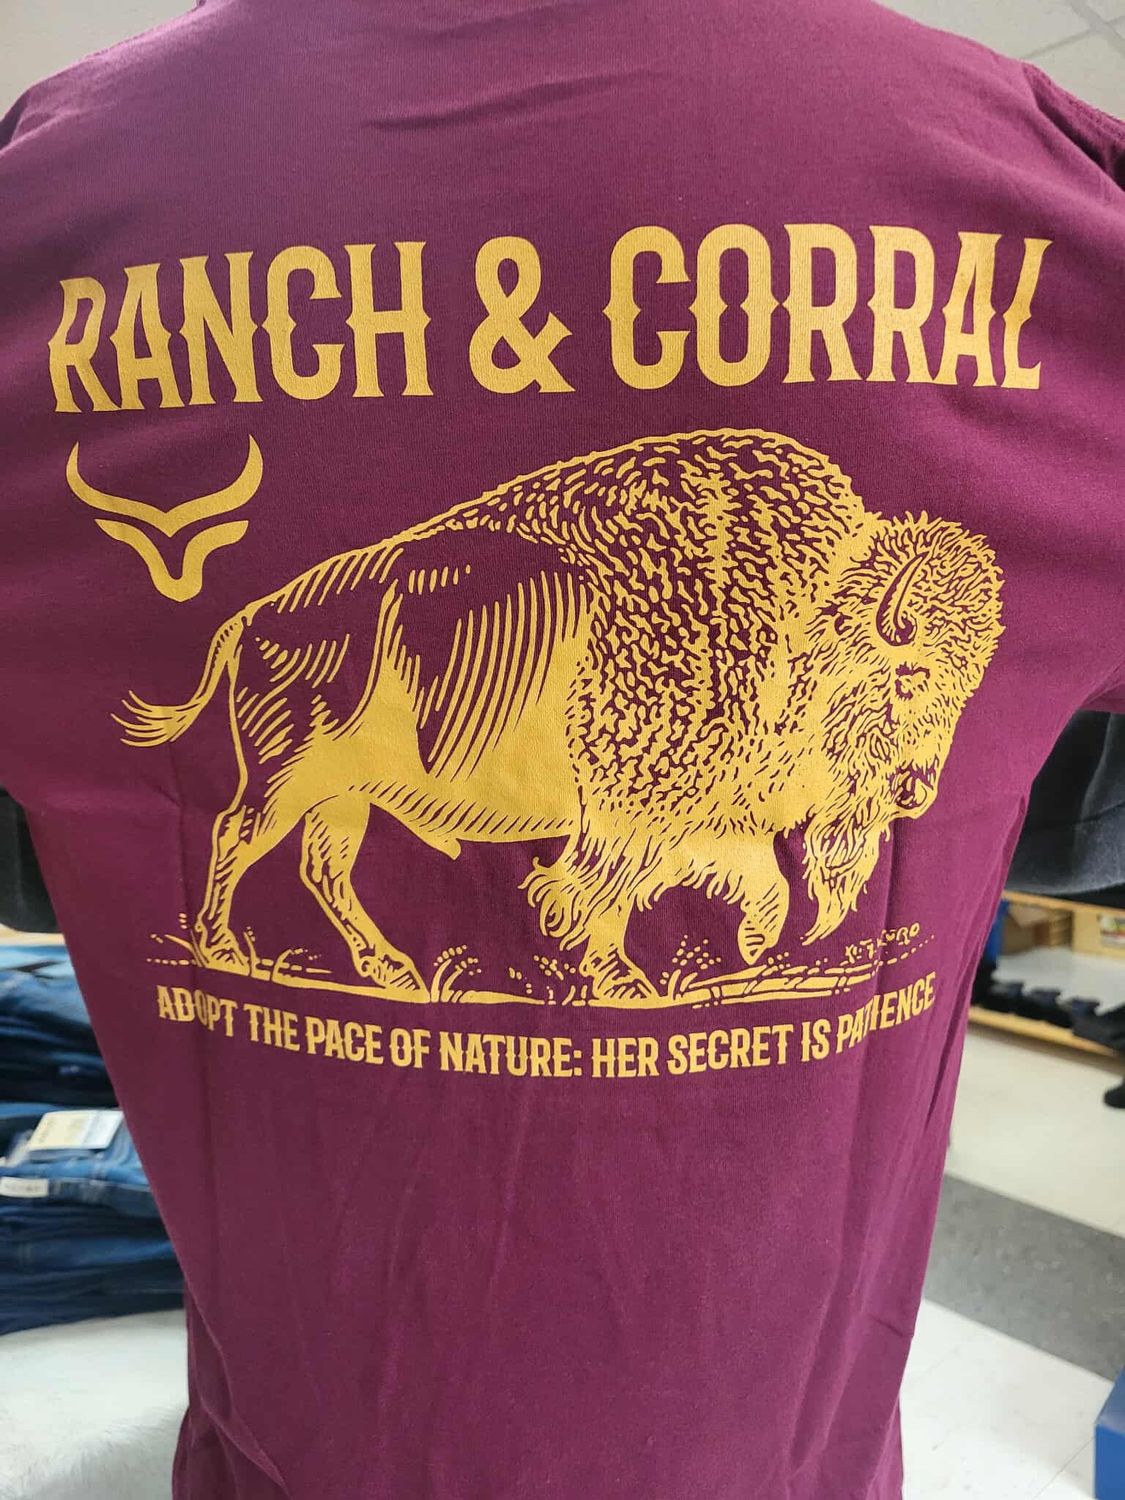 RANCH & CORRAL
ADOPT THE PACE OF NATURE: HER SECRET IS PATIENCE